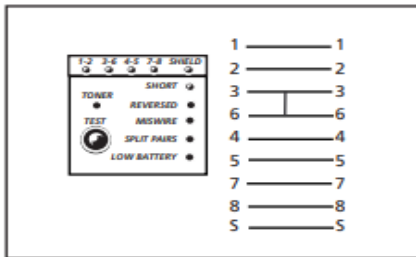 1-2 3-6 4-5 7-8 SHIELD
SHORT
TONER
REVERSED
TEST
MISWIRE
SPLIT PAIRS
LOW BATTERY
1 1
2 2
3 3
6 6
4 4
5 5
7 7
8 8
S S